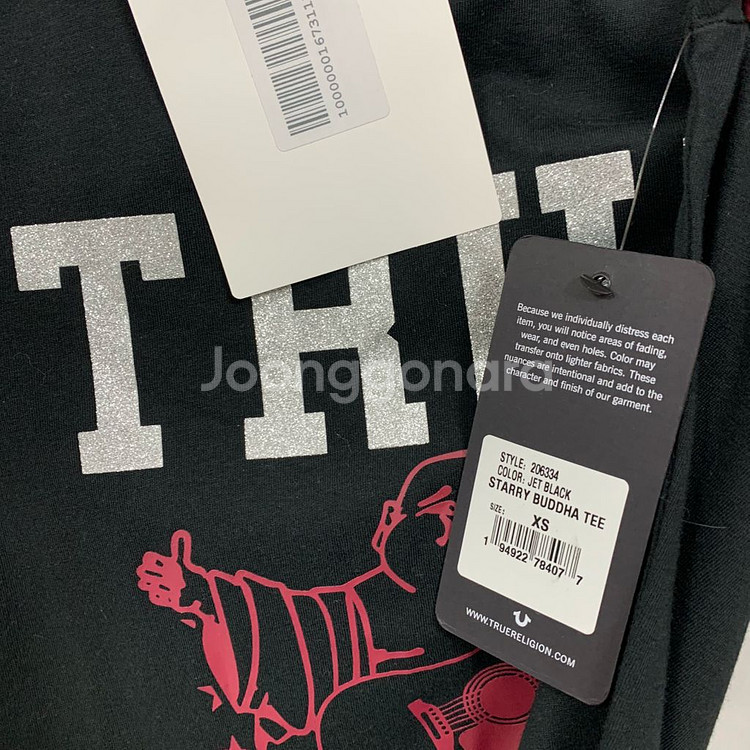 1000000167311
TRU
Because we individually distress each
item, you will notice areas of fading,
wear, and even holes. Color may
transfer onto lighter fabrics. These
nuances are intentional and add to the
character and finish of our garment.
Joonggonara
STYLE: 206334
COLOR: JET BLACK
STARRY BUDDHA TEE
SIZE: XS
1 94922 78407 7
WWW.TRUERELIGION.COM